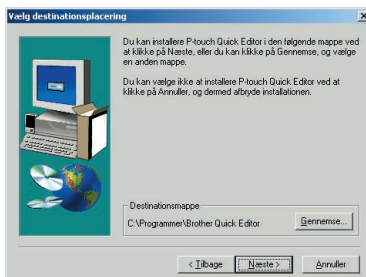 Vælg destinationsplacering
Du kan installere P-touch Quick Editor i den følgende mappe ved
at klikke på Næste, eller du kan klikke på Gennemse, og vælge
en anden mappe.
Du kan vælge ikke at installere P-touch Quick Editor ved at
klikke på Annuller, og dermed afbryde installationen.
Destinationsmappe
C:\Programmer\Brother Quick Editor
Gennemse...
< Tilbage
Næste >
Annuller